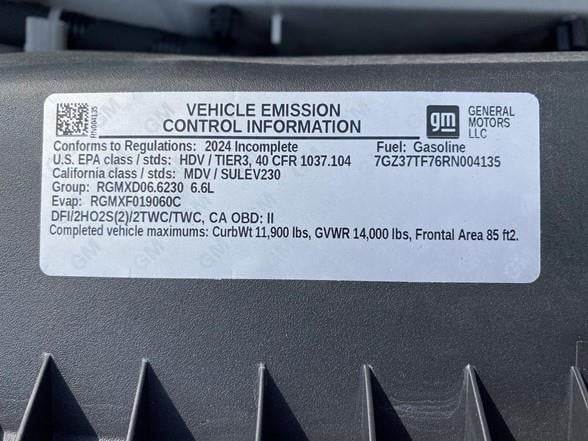 RN004135
VEHICLE EMISSION
CONTROL INFORMATION
gm
GENERAL
MOTORS
LLC
Conforms to Regulations: 2024 Incomplete
Fuel: Gasoline
U.S. EPA class / stds: HDV / TIER3, 40 CFR 1037.104
7GZ37TF76RN004135
California class / stds: MDV / SULEV230
Group: RGMXD06.6230 6.6L
Evap: RGMXF019060C
DFI/2HO2S(2)/2TWC/TWC, CA OBD: II
Completed vehicle maximums: CurbWt 11,900 lbs, GVWR 14,000 lbs, Frontal Area 85 ft2.